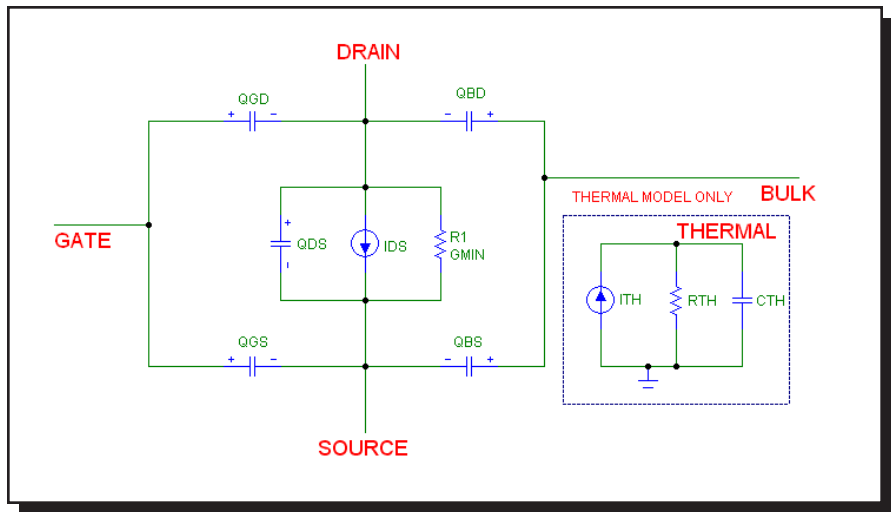 DRAIN
QGD
QBD
+ -
- +
THERMAL MODEL ONLY
BULK
GATE
THERMAL
+
QDS
-
IDS
R1
GMIN
ITH
RTH
CTH
QGS
QBS
+ -
- +
SOURCE